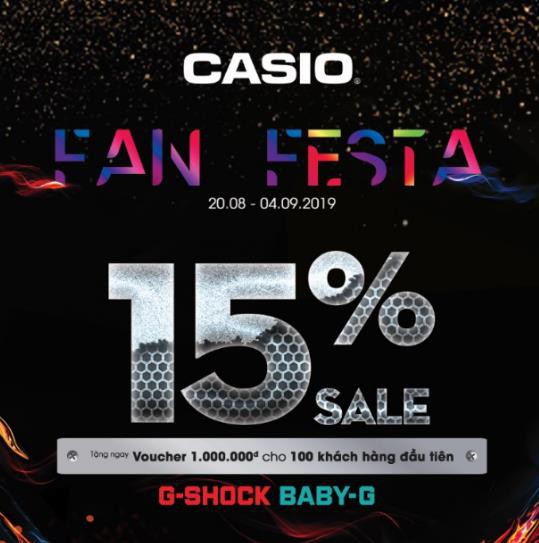 CASIO®
FAN FESTA
20.08 - 04.09.2019
15%
SALE
Tặng ngay Voucher 1.000.000đ cho 100 khách hàng đầu tiên
G-SHOCK BABY-G